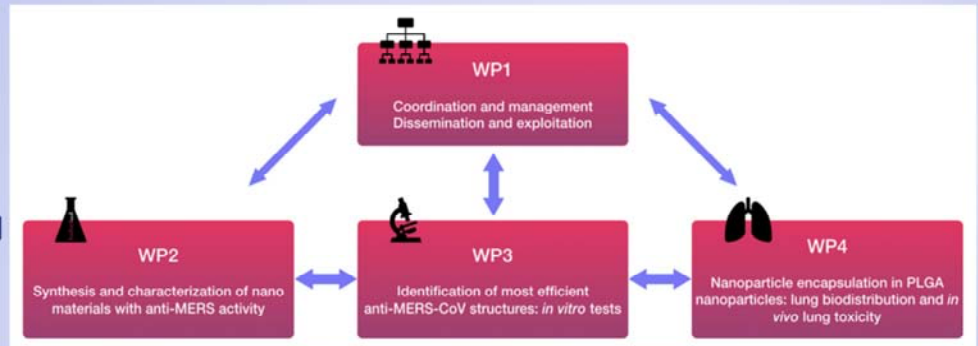 WP1
Coordination and management
Dissemination and exploitation
WP2
Synthesis and characterization of nano
materials with anti-MERS activity
WP3
Identification of most efficient
anti-MERS-CoV structures: in vitro tests
WP4
Nanoparticle encapsulation in PLGA
nanoparticles: lung biodistribution and in
vivo lung toxicity